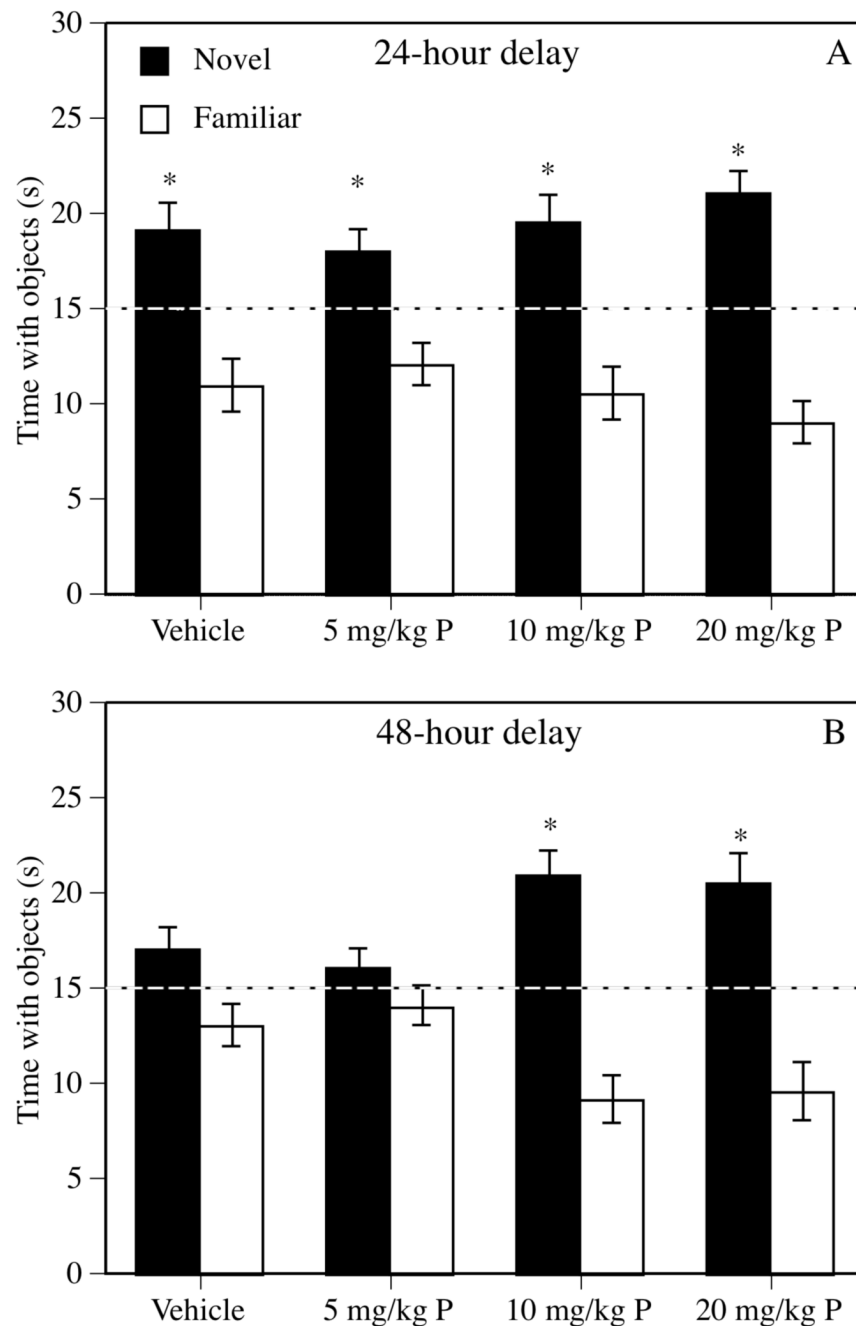 30
24-hour delay A
Novel
Familiar
25
20
15
10
5
0
Time with objects (s)
* * * *
Vehicle 5 mg/kg P 10 mg/kg P 20 mg/kg P
30
48-hour delay B
25
20
15
10
5
0
Time with objects (s)
* *
Vehicle 5 mg/kg P 10 mg/kg P 20 mg/kg P